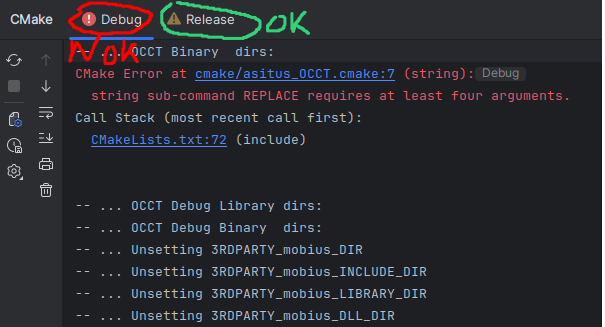 CMake Debug Release OK
NOK
-- ... OCCT Binary  dirs:
CMake Error at cmake/asitus_OCCT.cmake:7 (string): Debug
  string sub-command REPLACE requires at least four arguments.
Call Stack (most recent call first):
  CMakeLists.txt:72 (include)
-- ... OCCT Debug Library dirs:
-- ... OCCT Debug Binary  dirs:
-- ... Unsetting 3RDPARTY_mobius_DIR
-- ... Unsetting 3RDPARTY_mobius_INCLUDE_DIR
-- ... Unsetting 3RDPARTY_mobius_LIBRARY_DIR
-- ... Unsetting 3RDPARTY_mobius_DLL_DIR